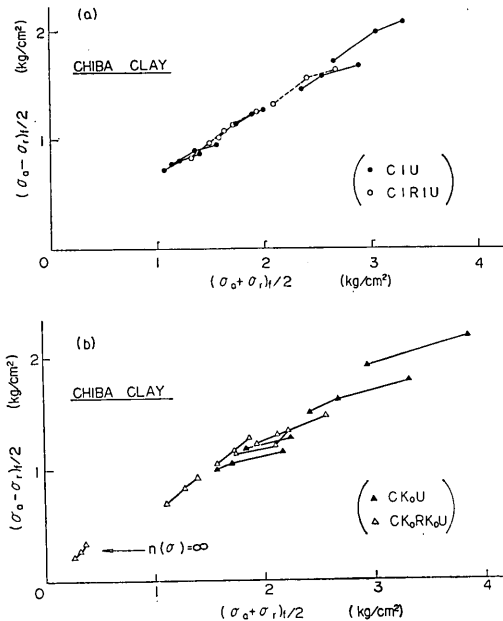 (a)
CHIBA CLAY
(σa − σr)f/2 (kg/cm²)
2
1
0
• CIU
○ CIRIU
0 1 2 3 4
(σa + σr)f/2 (kg/cm²)
(b)
CHIBA CLAY
(σa − σr)f/2 (kg/cm²)
2
1
0
▲ CK₀U
△ CK₀RK₀U
n(σ)=∞
0 1 2 3 4
(σa + σr)f/2 (kg/cm²)